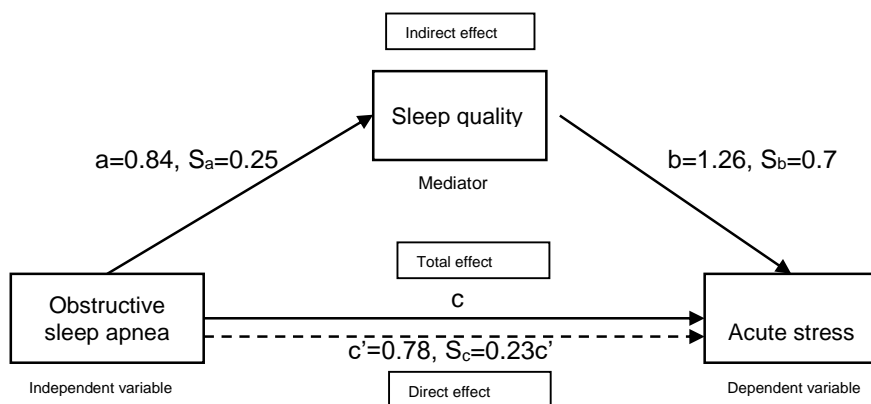 Indirect effect
Sleep quality
a=0.84, Sa=0.25
b=1.26, Sb=0.7
Mediator
Total effect
Obstructive
sleep apnea
c
Acute stress
c'=0.78, Sc=0.23c'
Independent variable
Direct effect
Dependent variable